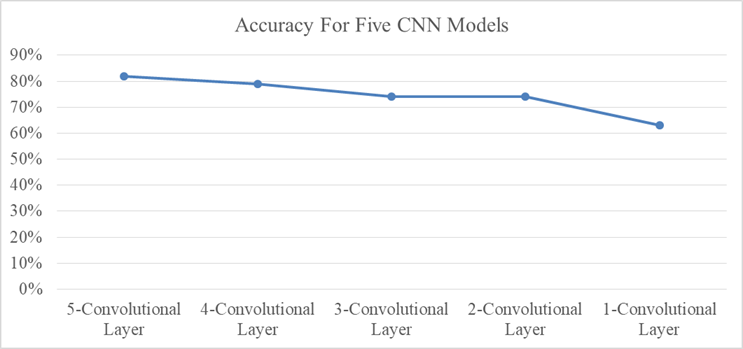 Accuracy For Five CNN Models
90%
80%
70%
60%
50%
40%
30%
20%
10%
0%
5-Convolutional
Layer
4-Convolutional
Layer
3-Convolutional
Layer
2-Convolutional
Layer
1-Convolutional
Layer